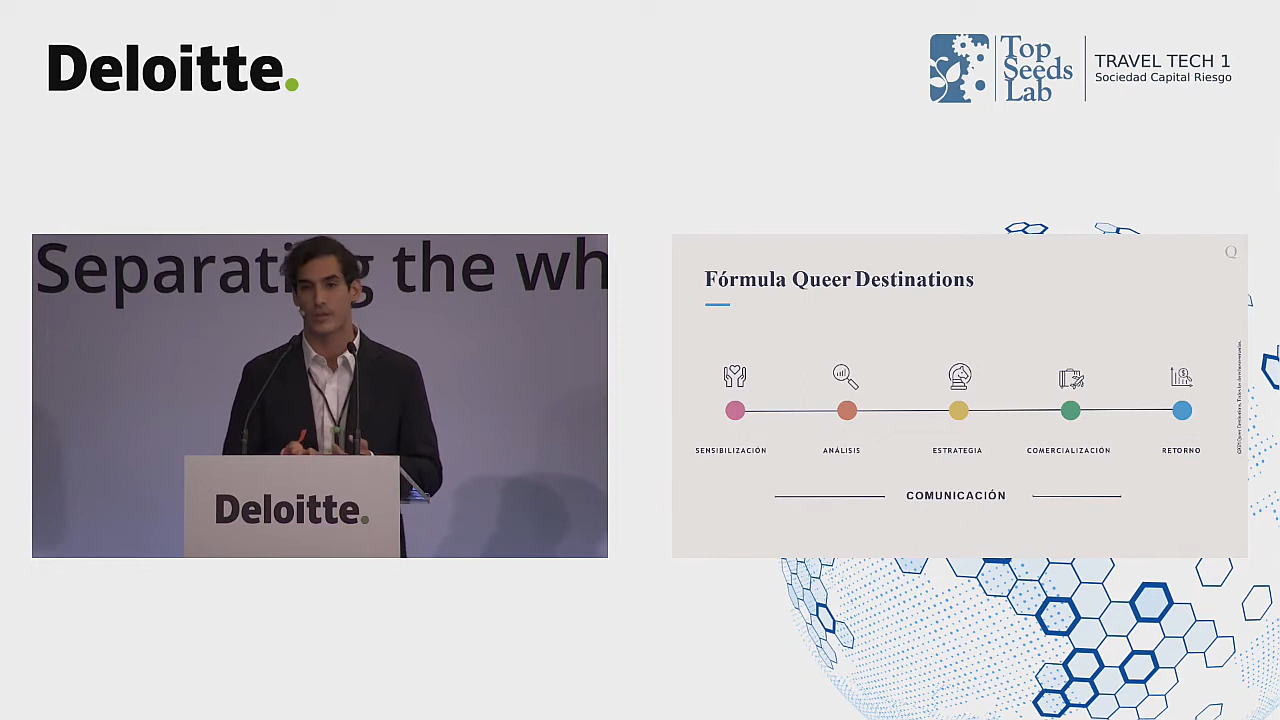 Deloitte.
Top
Seeds
Lab
TRAVEL TECH 1
Sociedad Capital Riesgo
Separating the wh
Deloitte.
Q
Fórmula Queer Destinations
SENSIBILIZACIÓN
ANÁLISIS
ESTRATEGIA
COMERCIALIZACIÓN
RETORNO
COMUNICACIÓN